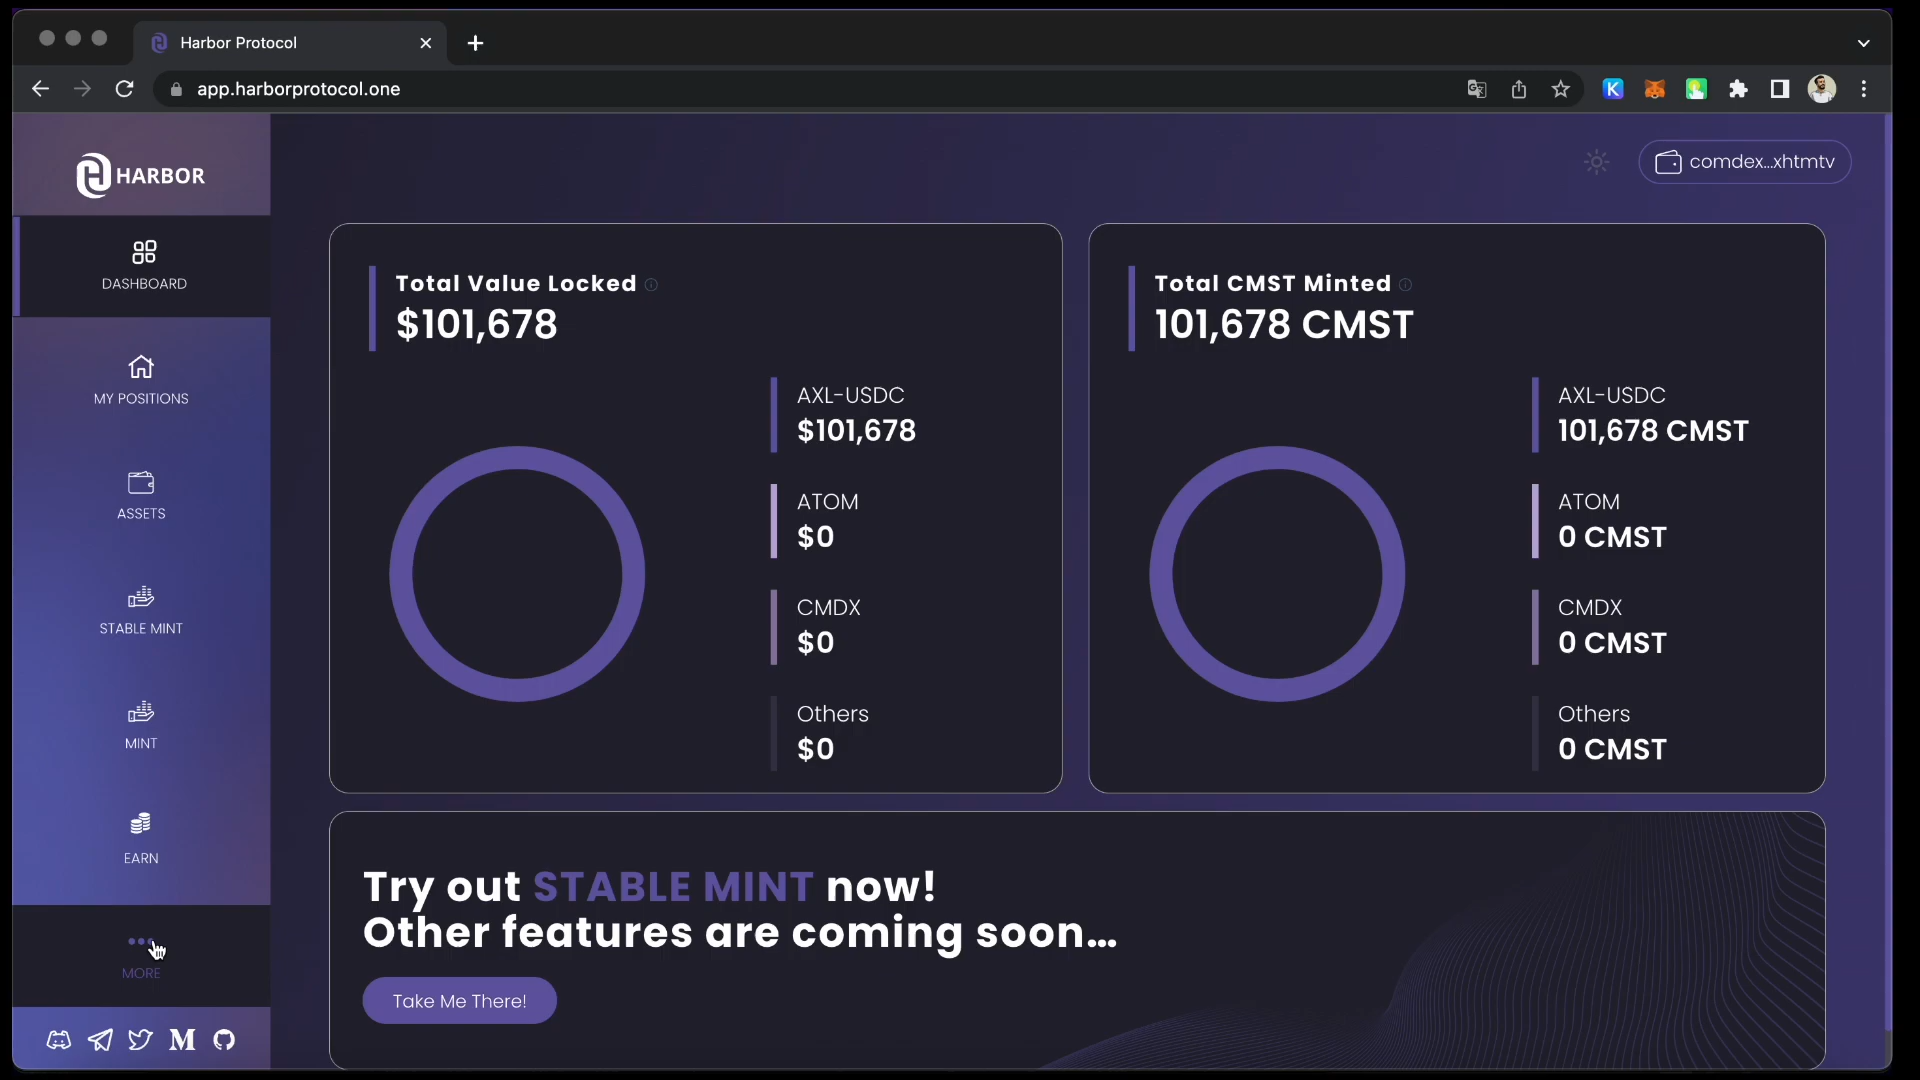 Harbor Protocol
app.harborprotocol.one
K
HARBOR
comdex...xhtmtv
DASHBOARD
MY POSITIONS
ASSETS
STABLE MINT
MINT
EARN
MORE
Total Value Locked
$101,678
AXL-USDC
$101,678
ATOM
$0
CMDX
$0
Others
$0
Total CMST Minted
101,678 CMST
AXL-USDC
101,678 CMST
ATOM
0 CMST
CMDX
0 CMST
Others
0 CMST
Try out STABLE MINT now!
Other features are coming soon...
Take Me There!